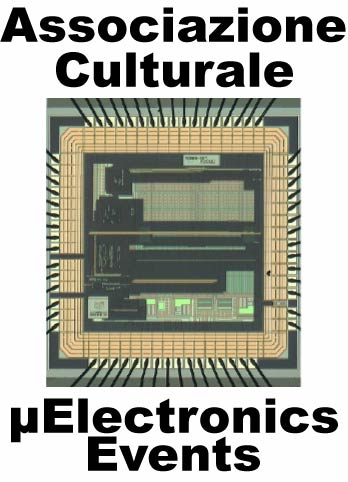 Associazione
Culturale
µElectronics
Events